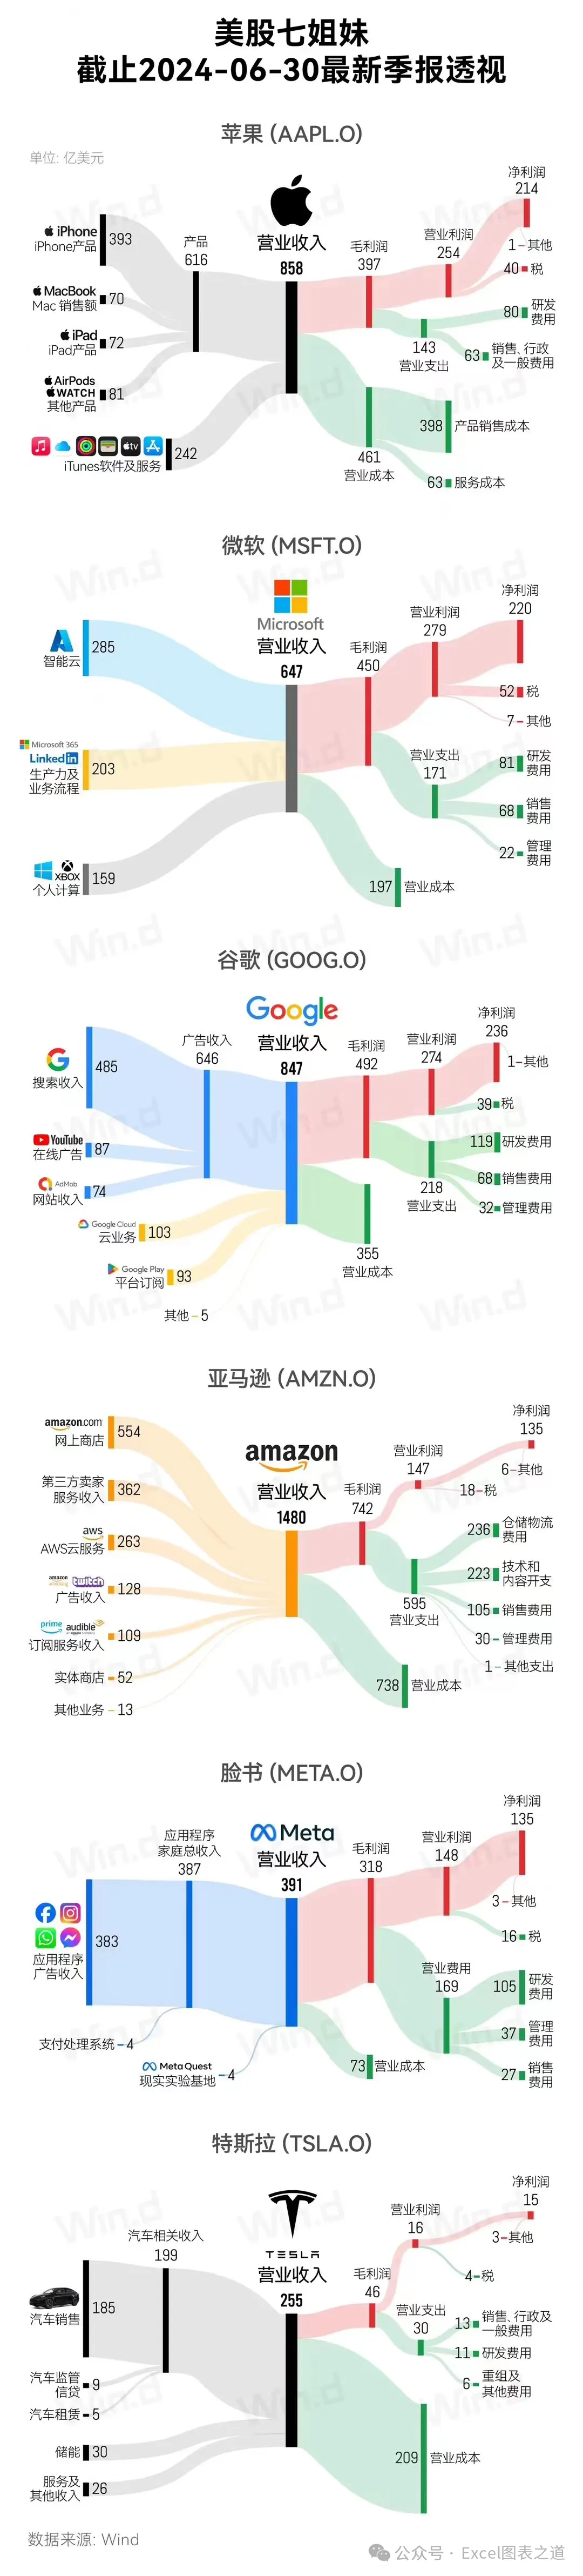 美股七姐妹
截止2024-06-30最新季报透视
苹果 (AAPL.O)
单位: 亿美元
iPhone
iPhone产品
393
MacBook
Mac 销售额
70
iPad
iPad产品
72
AirPods
WATCH
其他产品
81
tv
iTunes软件及服务
242
产品
616
营业收入
858
毛利润
397
营业利润
254
净利润
214
1
其他
40
税
143
营业支出
80
研发
费用
63
销售、行政
及一般费用
461
营业成本
398
产品销售成本
63
服务成本
微软 (MSFT.O)
Microsoft
营业收入
647
智能云
285
Microsoft 365
LinkedIn
生产力及
业务流程
203
XBOX
个人计算
159
毛利润
450
营业利润
279
净利润
220
52
税
7
其他
营业支出
171
81
研发
费用
68
销售
费用
22
管理
费用
197
营业成本
谷歌 (GOOG.O)
Google
营业收入
847
搜索收入
485
YouTube
在线广告
87
AdMob
网站收入
74
广告收入
646
Google Cloud
云业务
103
Google Play
平台订阅
93
其他
5
毛利润
492
营业利润
274
净利润
236
1
其他
39
税
218
营业支出
119
研发费用
68
销售费用
32
管理费用
355
营业成本
亚马逊 (AMZN.O)
amazon
营业收入
1480
amazon.com
网上商店
554
第三方卖家
服务收入
362
aws
AWS云服务
263
twitch
广告收入
128
prime
audible
订阅服务收入
109
实体商店
52
其他业务
13
毛利润
742
营业利润
147
净利润
135
6
其他
18
税
595
营业支出
236
仓储物流
费用
223
技术和
内容开支
105
销售费用
30
管理费用
1
其他支出
738
营业成本
脸书 (META.O)
Meta
营业收入
391
应用程序
家庭总收入
387
应用程序
广告收入
383
支付处理系统
4
Meta Quest
现实实验基地
4
毛利润
318
营业利润
148
净利润
135
3
其他
16
税
营业费用
169
105
研发
费用
37
管理
费用
27
销售
费用
73
营业成本
特斯拉 (TSLA.O)
TESLA
营业收入
255
汽车相关收入
199
汽车销售
185
汽车监管
信贷
9
汽车租赁
5
储能
30
服务及
其他收入
26
毛利润
46
营业利润
16
净利润
15
3
其他
4
税
营业支出
30
13
销售、行政及
一般费用
11
研发费用
6
重组及
其他费用
209
营业成本
数据来源: Wind
公众号 · Excel图表之道
Win.d